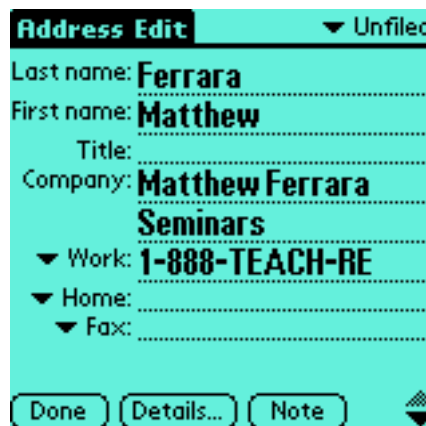 Address Edit ▼ Unfiled
Last name: Ferrara
First name: Matthew
Title:
Company: Matthew Ferrara
Seminars
▼ Work: 1-888-TEACH-RE
▼ Home:
▼ Fax:
Done Details... Note